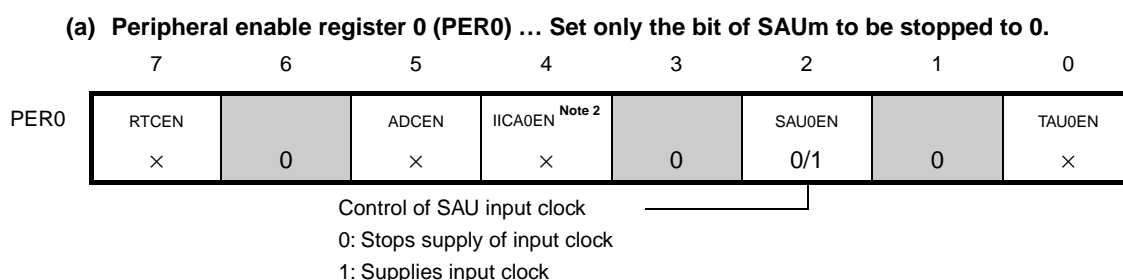 (a) Peripheral enable register 0 (PER0) … Set only the bit of SAUm to be stopped to 0.
7 6 5 4 3 2 1 0
PER0 RTCEN ADCEN IICA0EN Note 2 SAU0EN TAU0EN
× 0 × × 0 0/1 0 ×
Control of SAU input clock
0: Stops supply of input clock
1: Supplies input clock